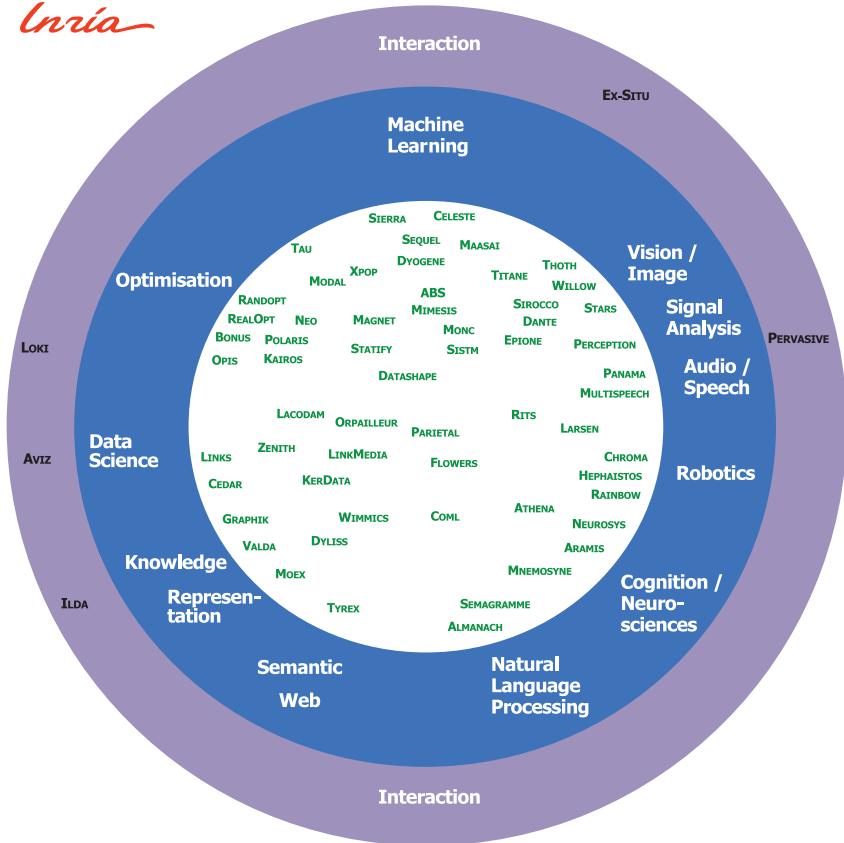 Inría
Interaction
Ex-Situ
Machine
Learning
Sierra
Celeste
Tau
Sequel
Maasai
Dyogene
Vision /
Image
Thoth
Xpop
Titane
Optimisation
Modal
Willow
ABS
Randopt
Sirocco
Stars
Signal
Analysis
Mimesis
RealOpt
Neo
Magnet
Dante
Monc
Bonus
Polaris
Epione
Perception
Pervasive
Loki
Statify
Sistm
Opis
Kairos
Audio /
Speech
Datashape
Panama
Multispeech
Lacodam
Orpailleur
Rits
Parietal
Larsen
Data
Science
Zenith
LinkMedia
Links
Aviz
Flowers
Chroma
Robotics
Cedar
KerData
Hephaistos
Rainbow
Graphik
Wimmics
Coml
Athena
Neurosys
Valda
Dyliss
Aramis
Knowledge
Represen-
tation
Moex
Mnemosyne
Cognition /
Neuro-
sciences
Ilda
Tyrex
Semagramme
Almanach
Semantic
Web
Natural
Language
Processing
Interaction